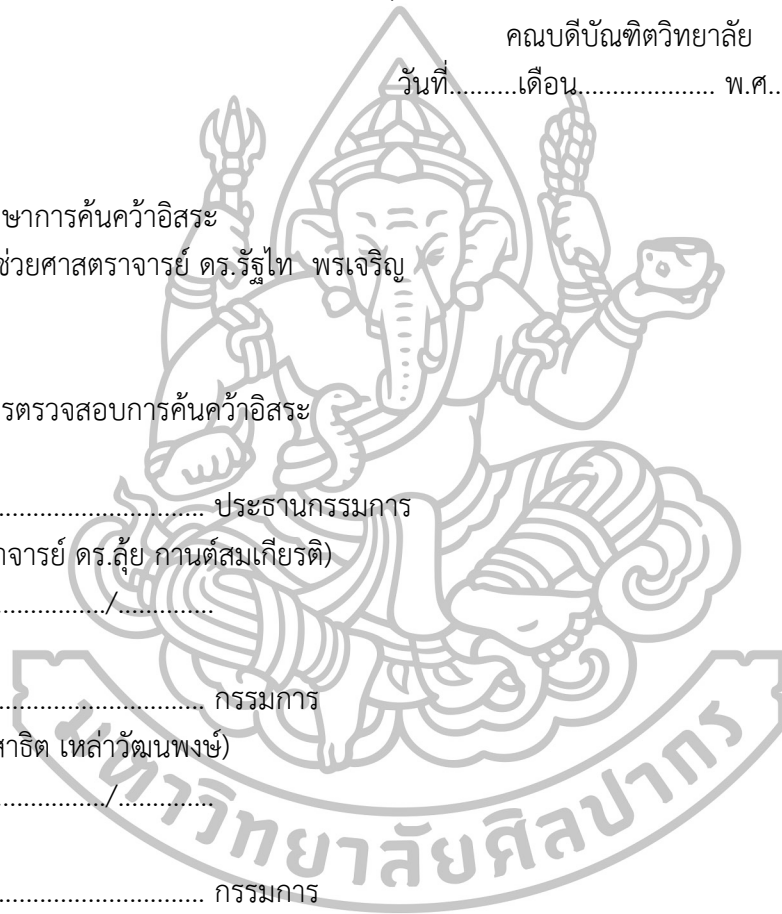 คณบดีบัณฑิตวิทยาลัย
วันที่..........เดือน.................... พ.ศ..
ษาการค้นคว้าอิสระ
ช่วยศาสตราจารย์ ดร.รัฐไท พรเจริญ
รตรวจสอบการค้นคว้าอิสระ
.................................... ประธานกรรมการ
าจารย์ ดร.ลุ้ย กานต์สมเกียรติ)
................../..............
.................................... กรรมการ
สาธิต เหล่าวัฒนพงษ์)
................../..............
.................................... กรรมการ
มหาวิทยาลัยศิลปากร